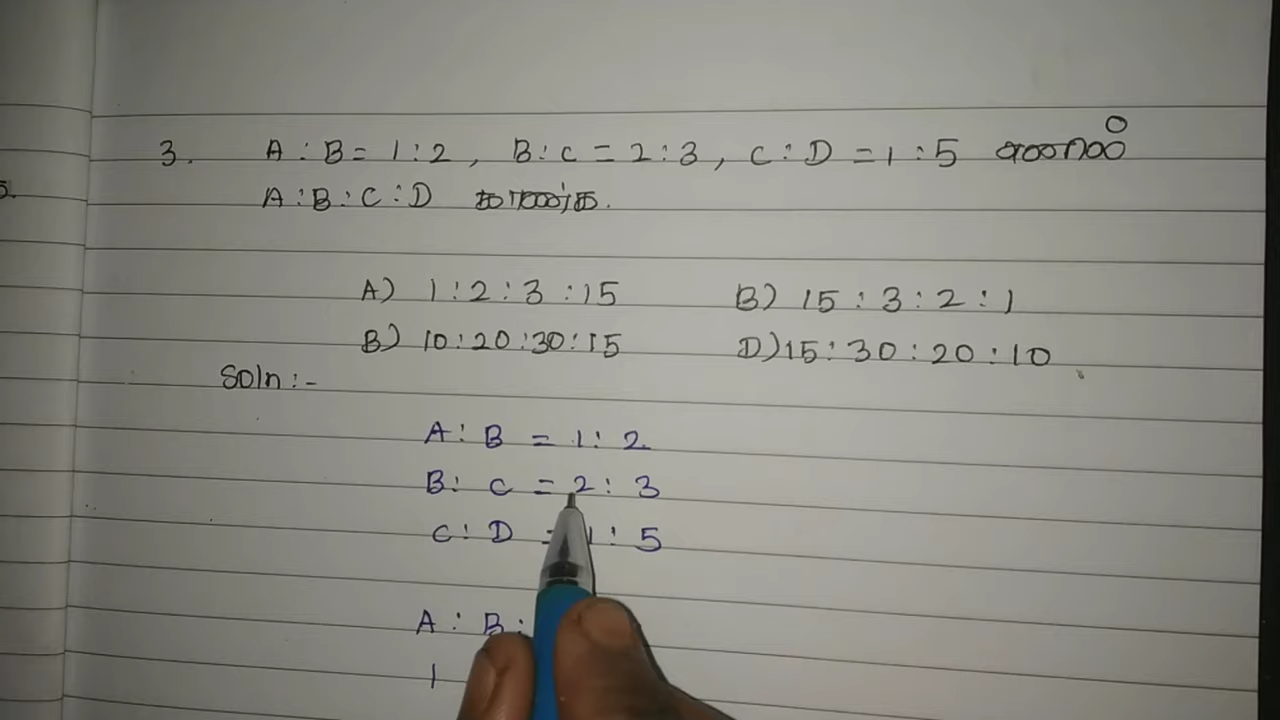 3. A : B = 1 : 2 , B : C = 2 : 3 , C : D = 1 : 5
A : B : C : D
A) 1 : 2 : 3 : 15 B) 15 : 3 : 2 : 1
B) 10 : 20 : 30 : 15 D) 15 : 30 : 20 : 10
Soln :-
A : B = 1 : 2
B : C = 2 : 3
C : D = 1 : 5
A : B :
1